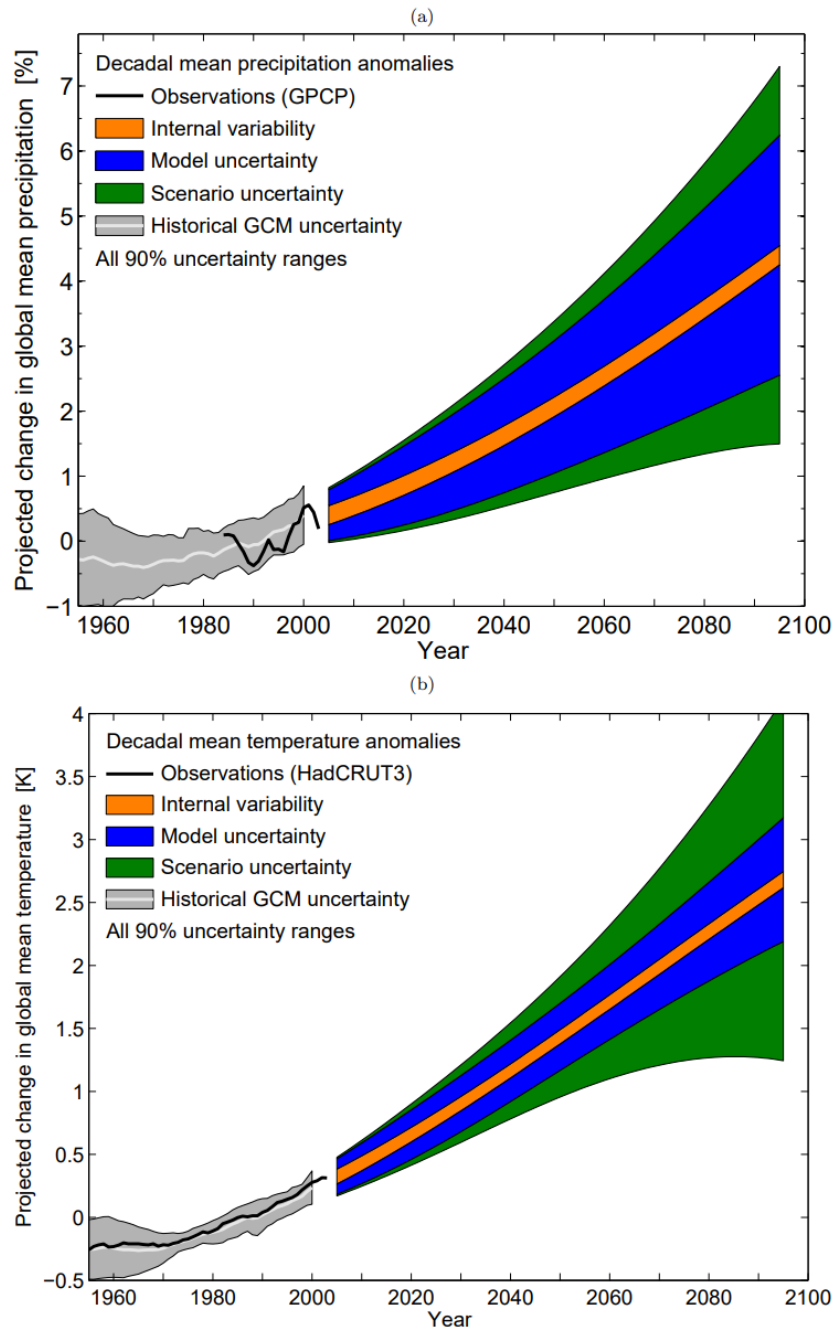 (a)
Projected change in global mean precipitation [%]
Decadal mean precipitation anomalies
Observations (GPCP)
Internal variability
Model uncertainty
Scenario uncertainty
Historical GCM uncertainty
All 90% uncertainty ranges
7
6
5
4
3
2
1
0
−1
1960 1980 2000 2020 2040 2060 2080 2100
Year
(b)
Projected change in global mean temperature [K]
Decadal mean temperature anomalies
Observations (HadCRUT3)
Internal variability
Model uncertainty
Scenario uncertainty
Historical GCM uncertainty
All 90% uncertainty ranges
4
3.5
3
2.5
2
1.5
1
0.5
0
−0.5
1960 1980 2000 2020 2040 2060 2080 2100
Year